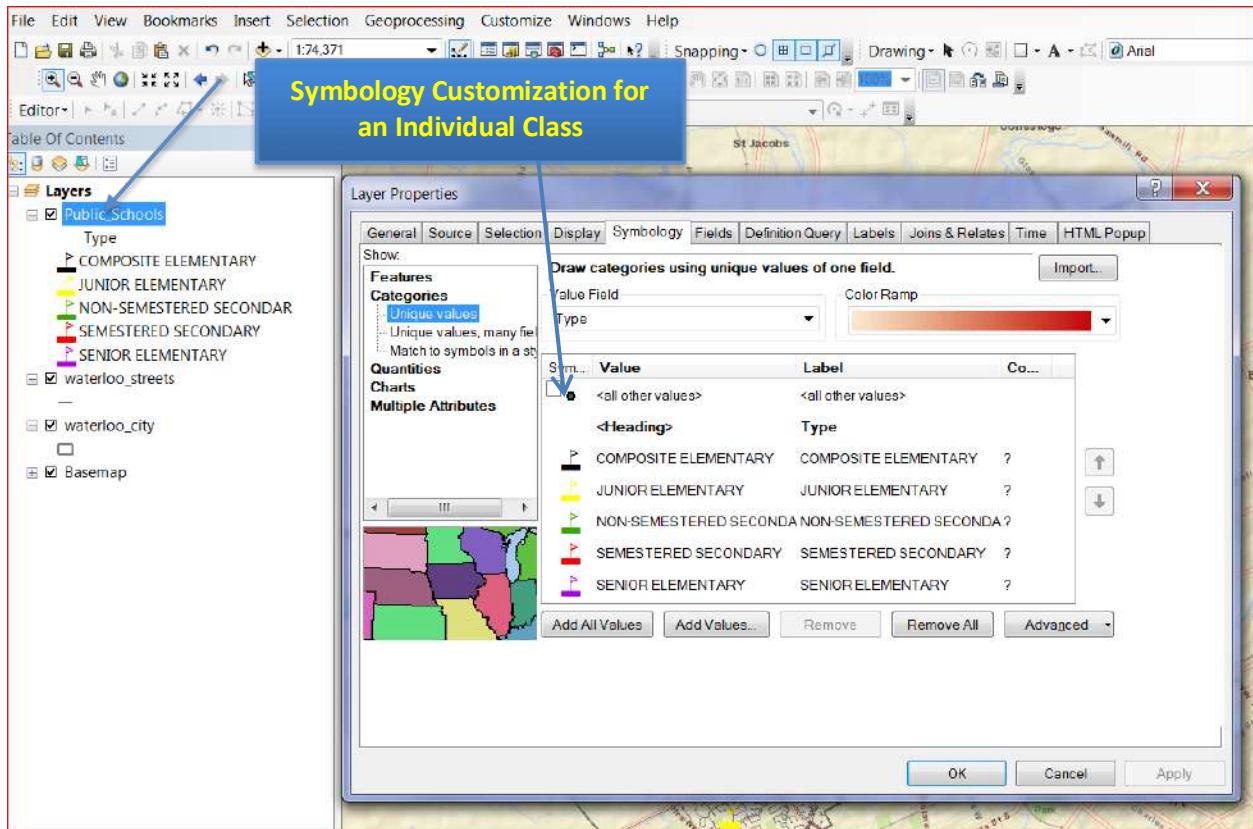 File Edit View Bookmarks Insert Selection Geoprocessing Customize Windows Help
1:74,371 Snapping Drawing A Arial
Symbology Customization for
an Individual Class
100%
Editor
Table Of Contents
St Jacobs
Layers
Public_Schools
Type
COMPOSITE ELEMENTARY
JUNIOR ELEMENTARY
NON-SEMESTERED SECONDAR
SEMESTERED SECONDARY
SENIOR ELEMENTARY
waterloo_streets
waterloo_city
Basemap
Layer Properties
General Source Selection Display Symbology Fields Definition Query Labels Joins & Relates Time HTML Popup
Show:
Features
Categories
Unique values
Unique values, many fiel
Match to symbols in a sty
Quantities
Charts
Multiple Attributes
Draw categories using unique values of one field.
Import...
Value Field
Type
Color Ramp
Sym... Value Label Co...
<all other values> <all other values>
<Heading> Type
COMPOSITE ELEMENTARY COMPOSITE ELEMENTARY ?
JUNIOR ELEMENTARY JUNIOR ELEMENTARY ?
NON-SEMESTERED SECONDA NON-SEMESTERED SECONDA ?
SEMESTERED SECONDARY SEMESTERED SECONDARY ?
SENIOR ELEMENTARY SENIOR ELEMENTARY ?
Add All Values Add Values... Remove Remove All Advanced
OK Cancel Apply